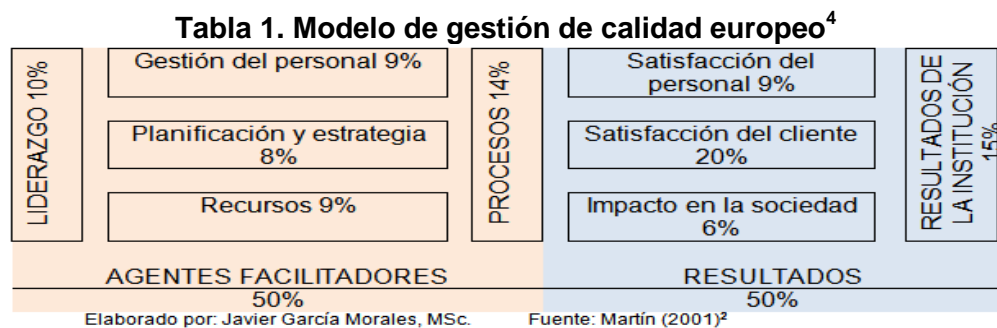 Tabla 1. Modelo de gestión de calidad europeo4
LIDERAZGO 10%
Gestión del personal 9%
Planificación y estrategia
8%
Recursos 9%
PROCESOS 14%
Satisfacción del
personal 9%
Satisfacción del cliente
20%
Impacto en la sociedad
6%
RESULTADOS DE
LA INSTITUCIÓN
15%
AGENTES FACILITADORES
50%
RESULTADOS
50%
Elaborado por: Javier García Morales, MSc.
Fuente: Martín (2001)²